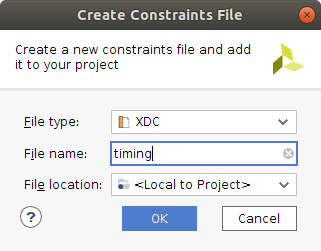 Create Constraints File
Create a new constraints file and add
it to your project
File type: XDC
File name: timing
File location: <Local to Project>
? OK Cancel